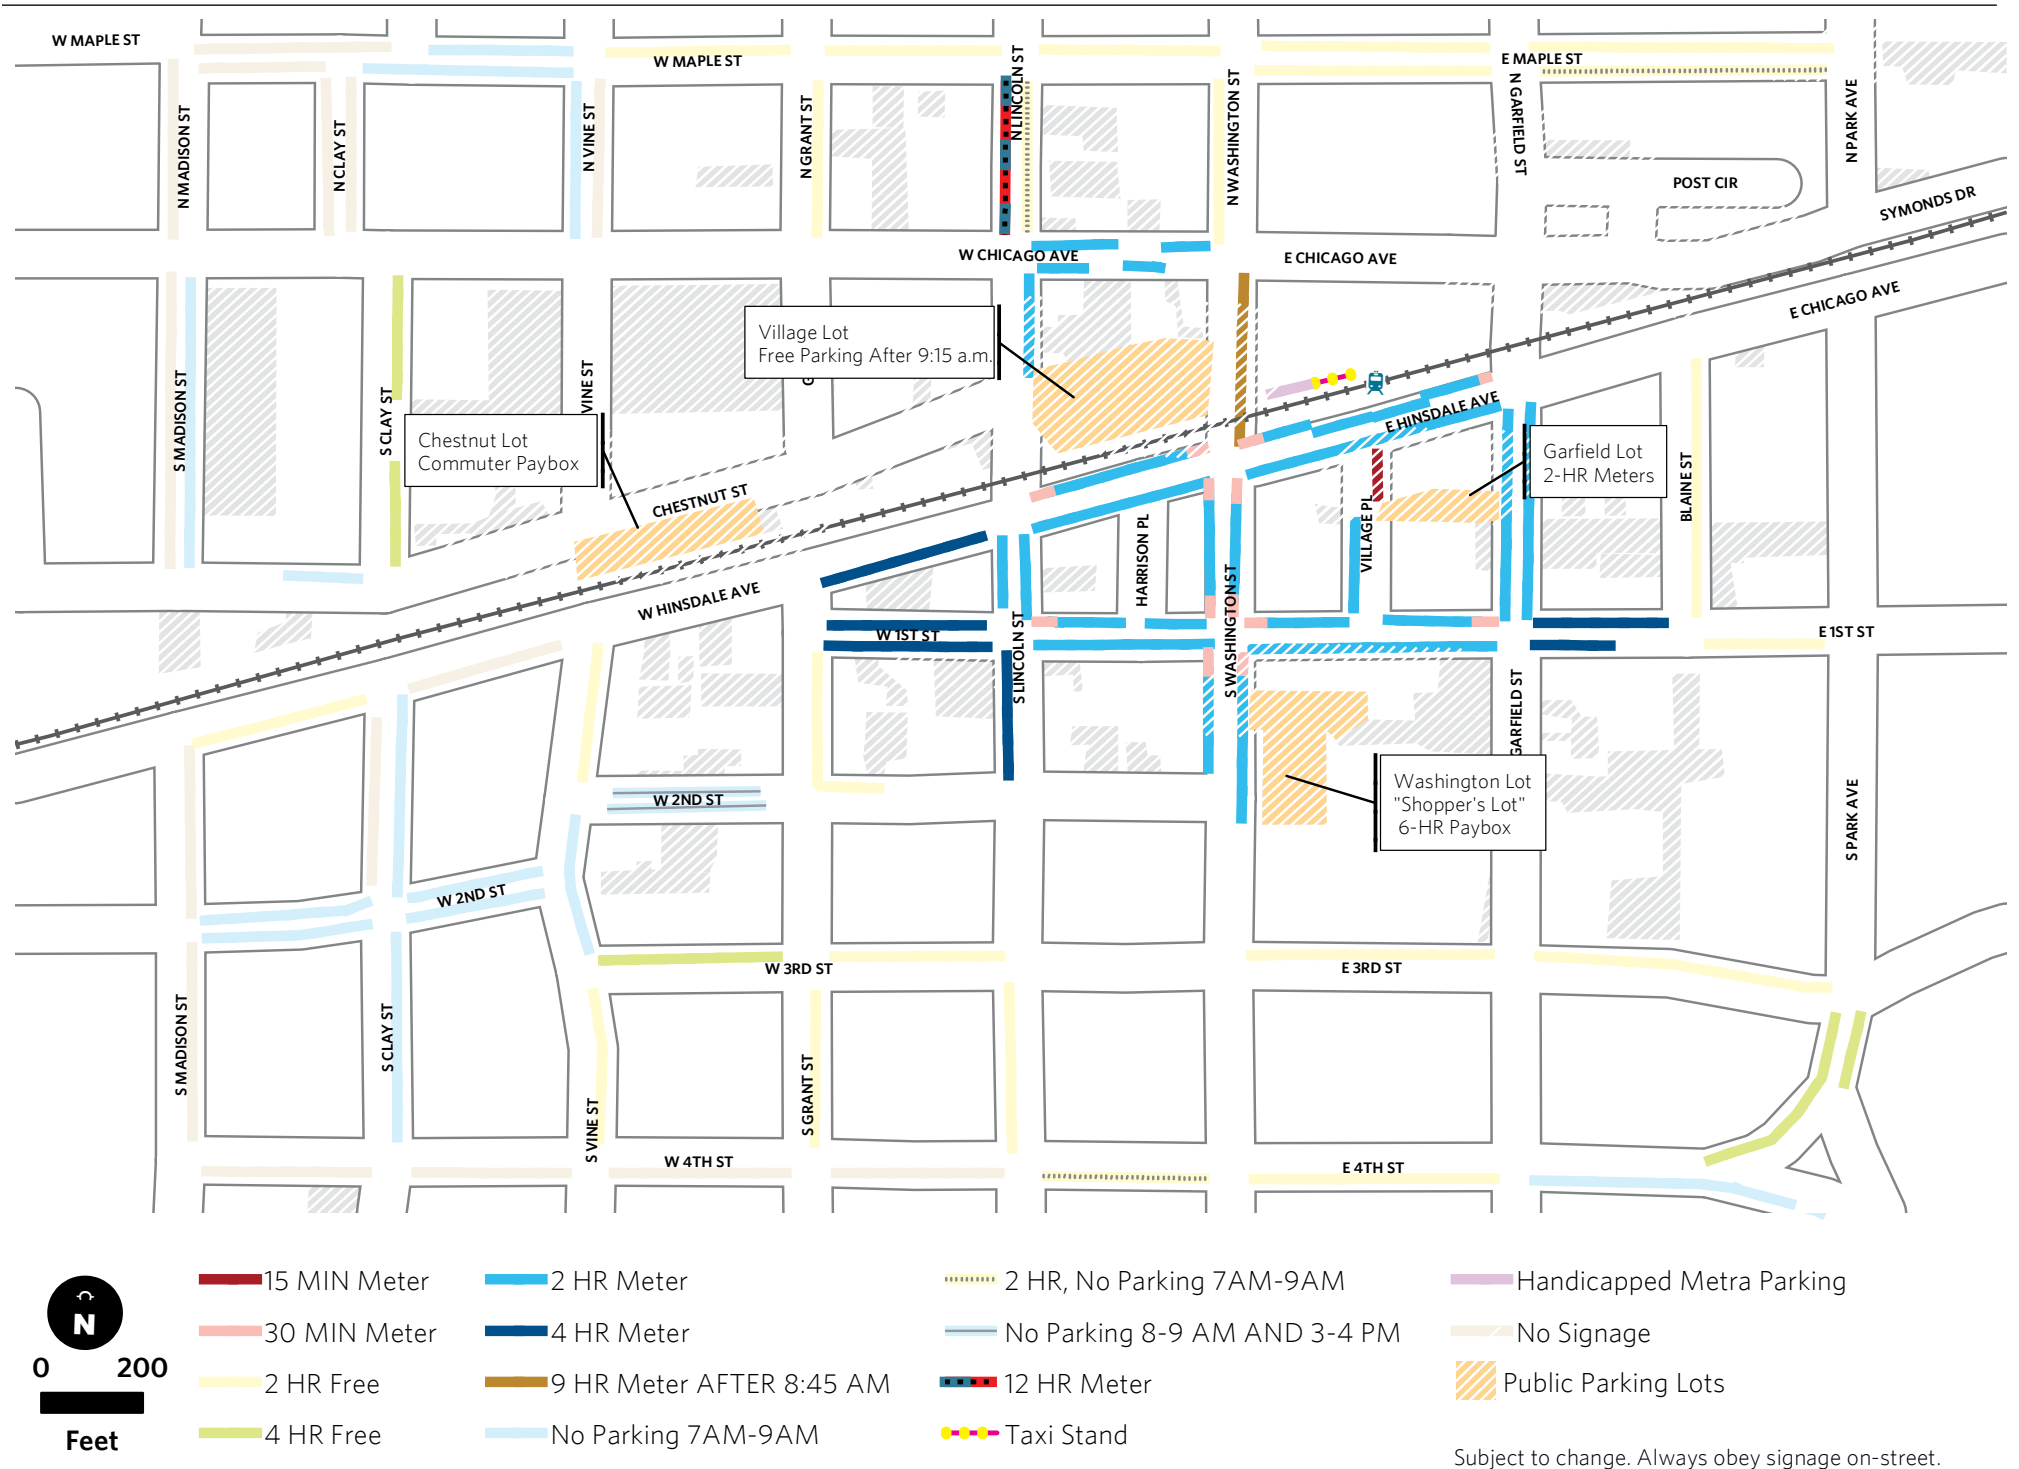 W MAPLE ST
W MAPLE ST
E MAPLE ST
N MADISON ST
N CLAY ST
N VINE ST
N GRANT ST
N LINCOLN ST
N WASHINGTON ST
N GARFIELD ST
N PARK AVE
POST CIR
SYMONDS DR
W CHICAGO AVE
E CHICAGO AVE
E CHICAGO AVE
Village Lot
Free Parking After 9:15 a.m.
S MADISON ST
S CLAY ST
VINE ST
G
Chestnut Lot
Commuter Paybox
CHESTNUT ST
E HINSDALE AVE
Garfield Lot
2-HR Meters
BLAINE ST
VILLAGE PL
HARRISON PL
W HINSDALE AVE
W 1ST ST
E 1ST ST
S LINCOLN ST
S WASHINGTON ST
GARFIELD ST
Washington Lot
"Shopper's Lot"
6-HR Paybox
W 2ND ST
W 2ND ST
S PARK AVE
W 3RD ST
E 3RD ST
S MADISON ST
S CLAY ST
S VINE ST
S GRANT ST
W 4TH ST
E 4TH ST
N
0 200
Feet
15 MIN Meter
30 MIN Meter
2 HR Free
4 HR Free
2 HR Meter
4 HR Meter
9 HR Meter AFTER 8:45 AM
No Parking 7AM-9AM
2 HR, No Parking 7AM-9AM
No Parking 8-9 AM AND 3-4 PM
12 HR Meter
Taxi Stand
Handicapped Metra Parking
No Signage
Public Parking Lots
Subject to change. Always obey signage on-street.